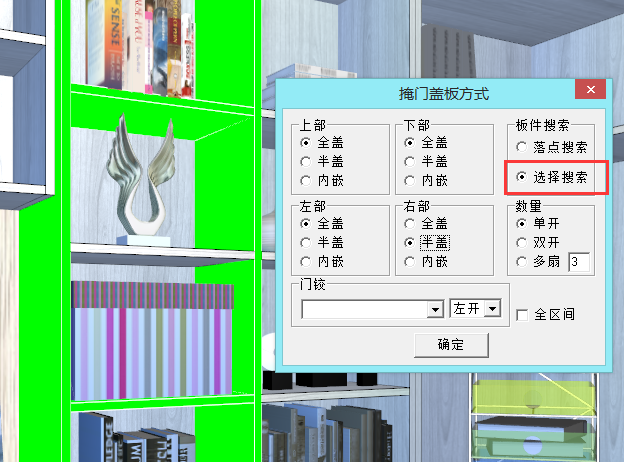 掩门盖板方式
上部
全盖
半盖
内嵌
下部
全盖
半盖
内嵌
板件搜索
落点搜索
选择搜索
左部
全盖
半盖
内嵌
右部
全盖
半盖
内嵌
数量
单开
双开
多扇 3
门铰
左开
全区间
确定
SENSE